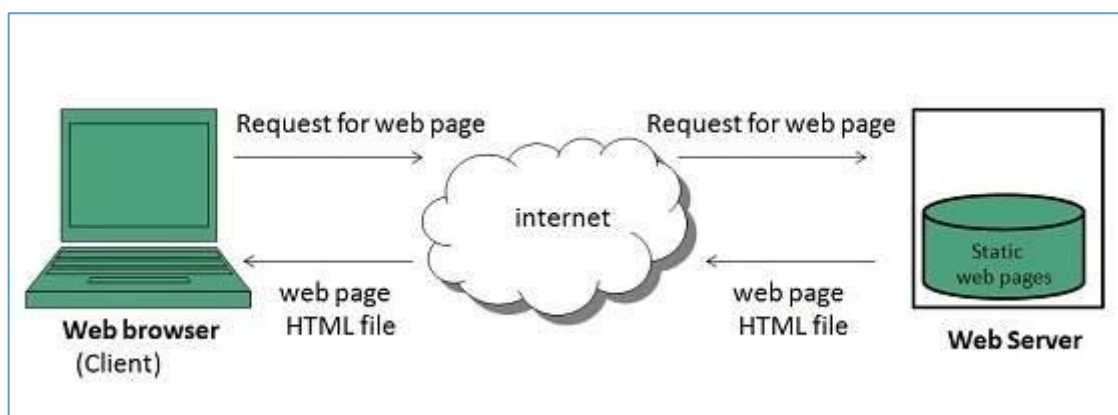 Request for web page
Request for web page
internet
Static
web pages
web page
HTML file
web page
HTML file
Web browser
(Client)
Web Server